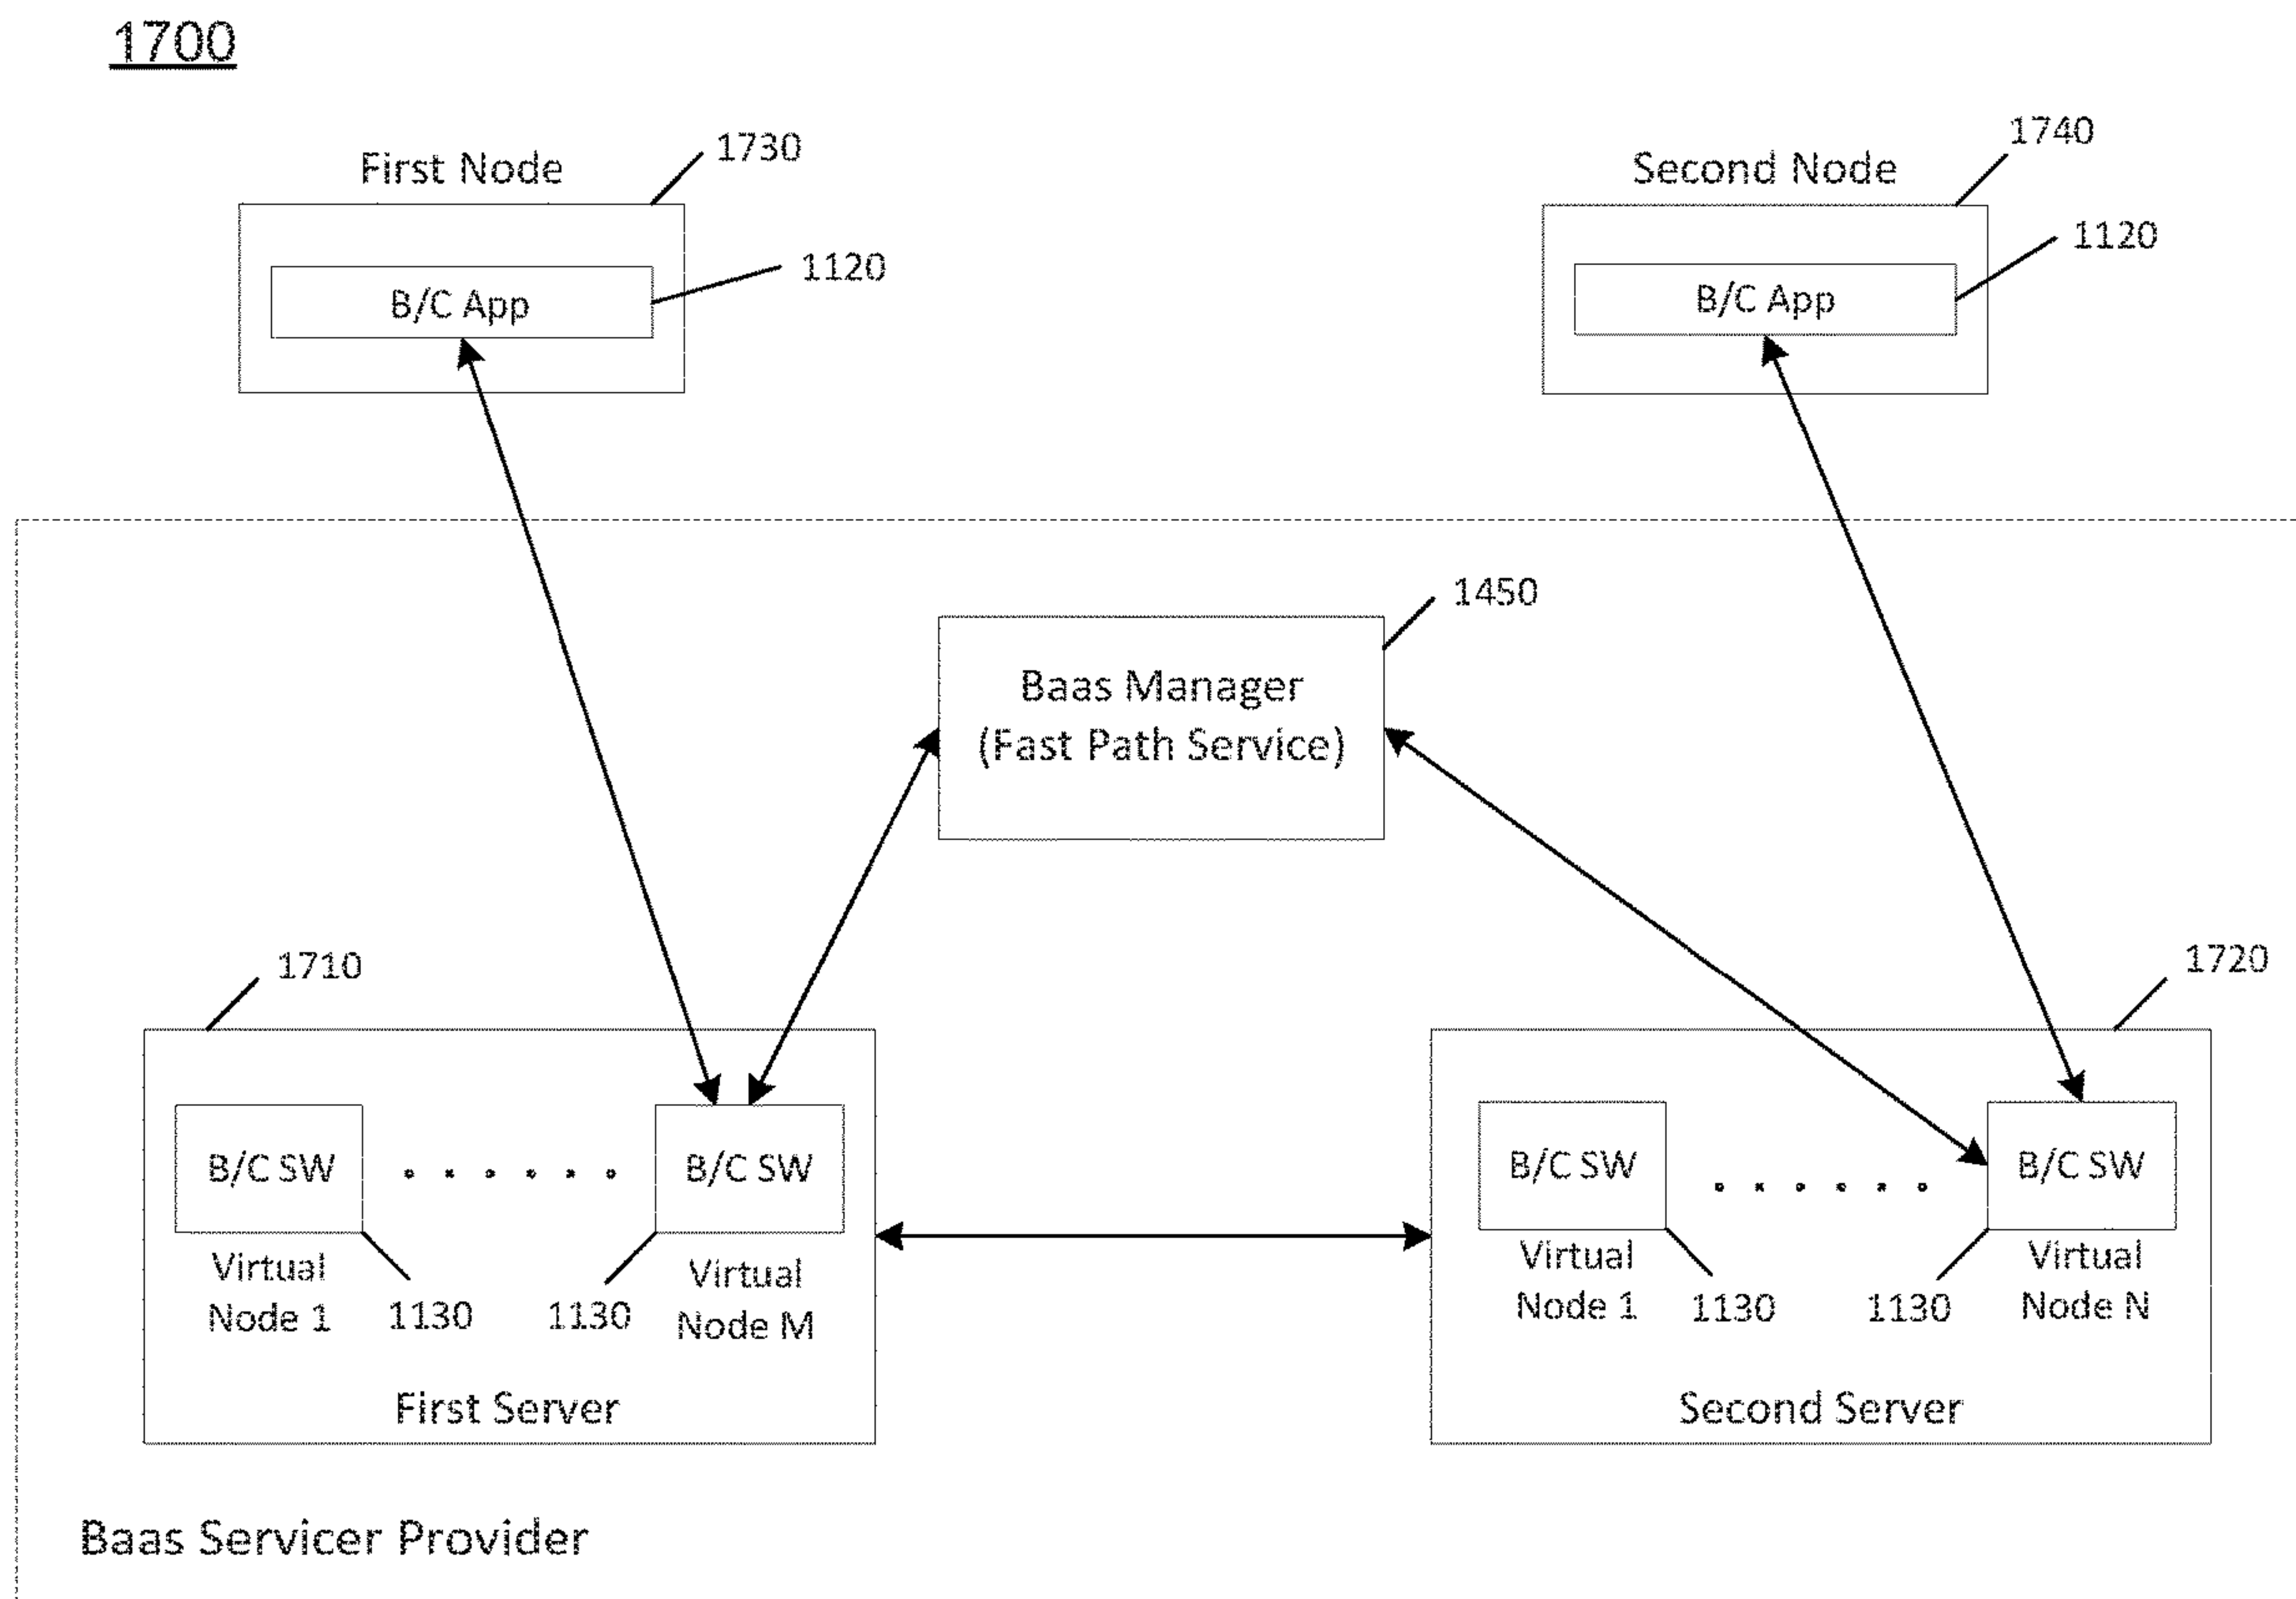 1700
First Node
1730
Second Node
1740
B/C App
1120
B/C App
1120
1450
Baas Manager
(Fast Path Service)
1710
1720
B/C SW
B/C SW
B/C SW
B/C SW
Virtual
Node 1
1130
1130
Virtual
Node M
Virtual
Node 1
1130
1130
Virtual
Node N
First Server
Second Server
Baas Servicer Provider